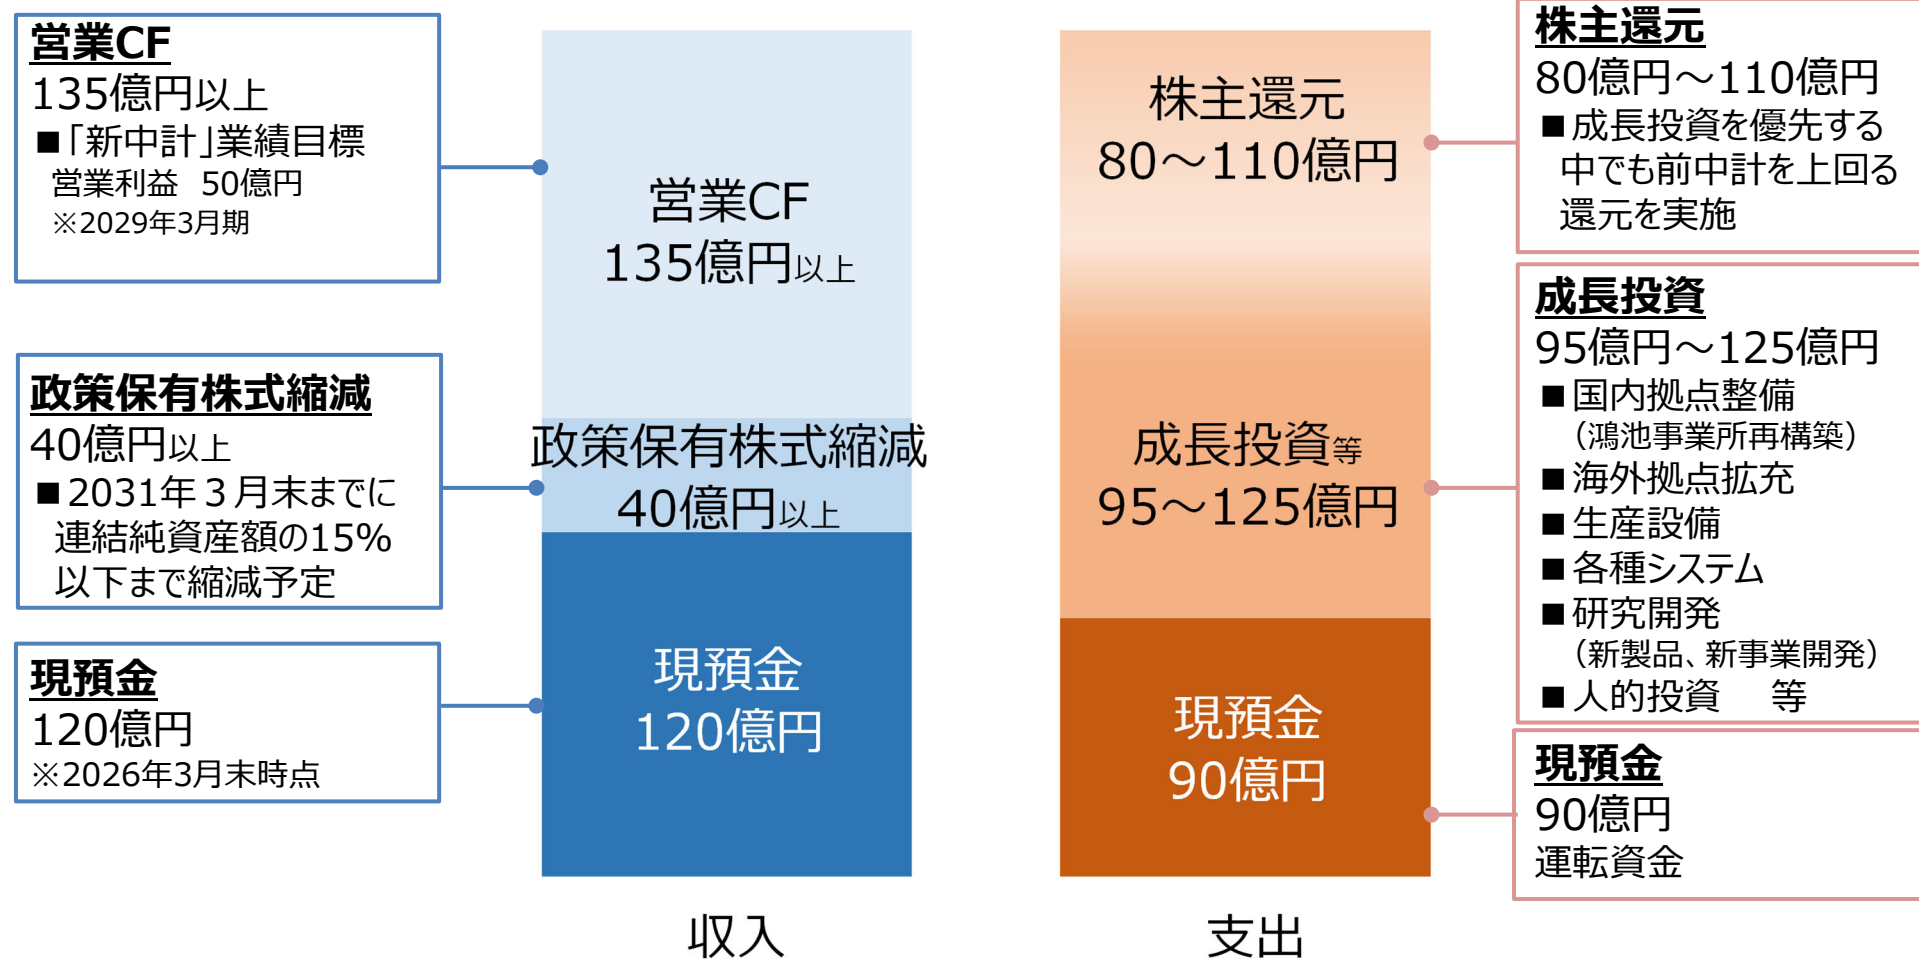 営業CF
135億円以上
■「新中計」業績目標
営業利益 50億円
※2029年3月期
政策保有株式縮減
40億円以上
■2031年3月末までに
連結純資産額の15%
以下まで縮減予定
現預金
120億円
※2026年3月末時点
営業CF
135億円以上
政策保有株式縮減
40億円以上
現預金
120億円
収入
株主還元
80～110億円
成長投資等
95～125億円
現預金
90億円
支出
株主還元
80億円～110億円
■成長投資を優先する
中でも前中計を上回る
還元を実施
成長投資
95億円～125億円
■国内拠点整備
（鴻池事業所再構築）
■海外拠点拡充
■生産設備
■各種システム
■研究開発
（新製品、新事業開発）
■人的投資 等
現預金
90億円
運転資金